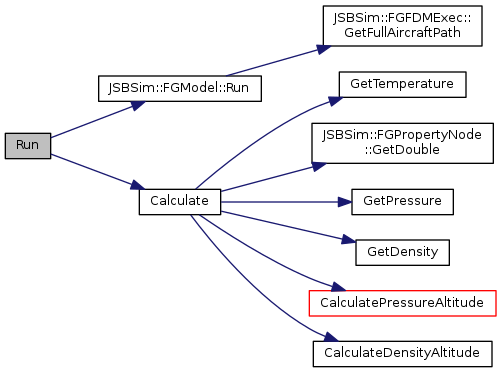 Run
JSBSim::FGModel::Run
JSBSim::FGFDMExec::
GetFullAircraftPath
Calculate
GetTemperature
JSBSim::FGPropertyNode
::GetDouble
GetPressure
GetDensity
CalculatePressureAltitude
CalculateDensityAltitude